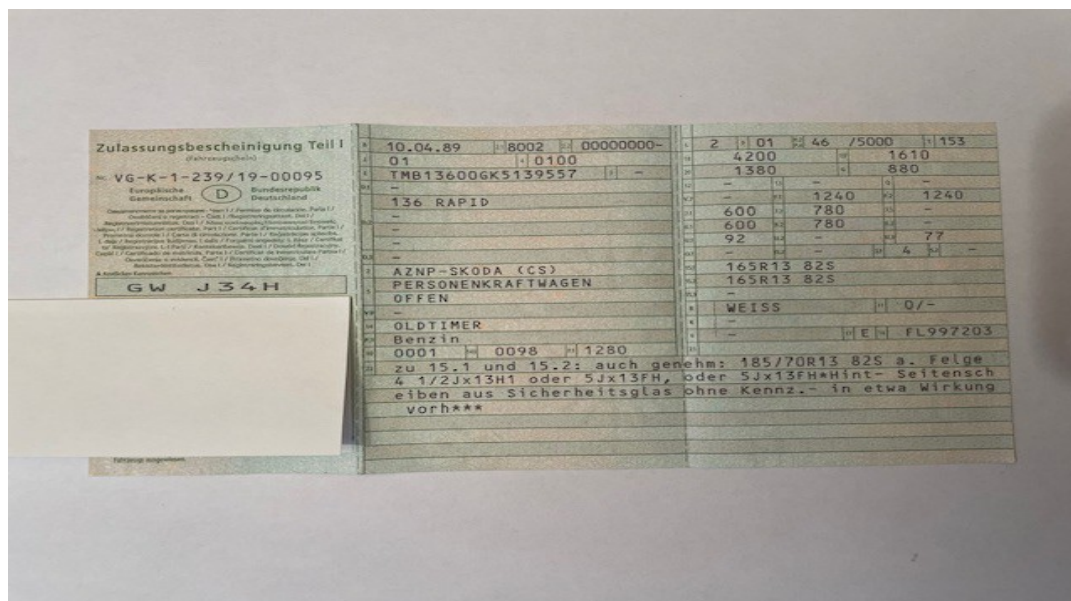 Zulassungsbescheinigung Teil I
(Fahrzeugschein)
Nr. VG-K-1-239/19-00095
Europäische Gemeinschaft D Bundesrepublik Deutschland
GW J34H
10.04.89 8002 00000000-
01 0100
TMB13600GK5139557 -
-
136 RAPID
-
-
-
AZNP-SKODA (CS)
PERSONENKRAFTWAGEN
OFFEN
-
OLDTIMER
Benzin
0001 0098 1280
2 01 46 /5000 153
4200 1610
1380 880
- - -
- 1240 1240
600 780 -
600 780 -
92 - 77
- - 4 -
165R13 82S
165R13 82S
-
WEISS 0/-
-
- E FL997203
zu 15.1 und 15.2: auch genehm: 185/70R13 82S a. Felge
4 1/2Jx13H1 oder 5Jx13FH, oder 5Jx13FH*Hint- Seitensch
eiben aus Sicherheitsglas ohne Kennz.- in etwa Wirkung
vorh***